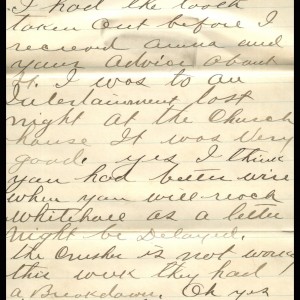 I had the tooth
taken out before I
recieved anna and
your advice about
it. I was to an
Entertainment last
night at the Church
house It was very
good. yes I think
you had been wise
when you will reach
whitehall as a letter
might be Delayed.
the Crusher is not work
this week they had
a Breakdown. Oh yes